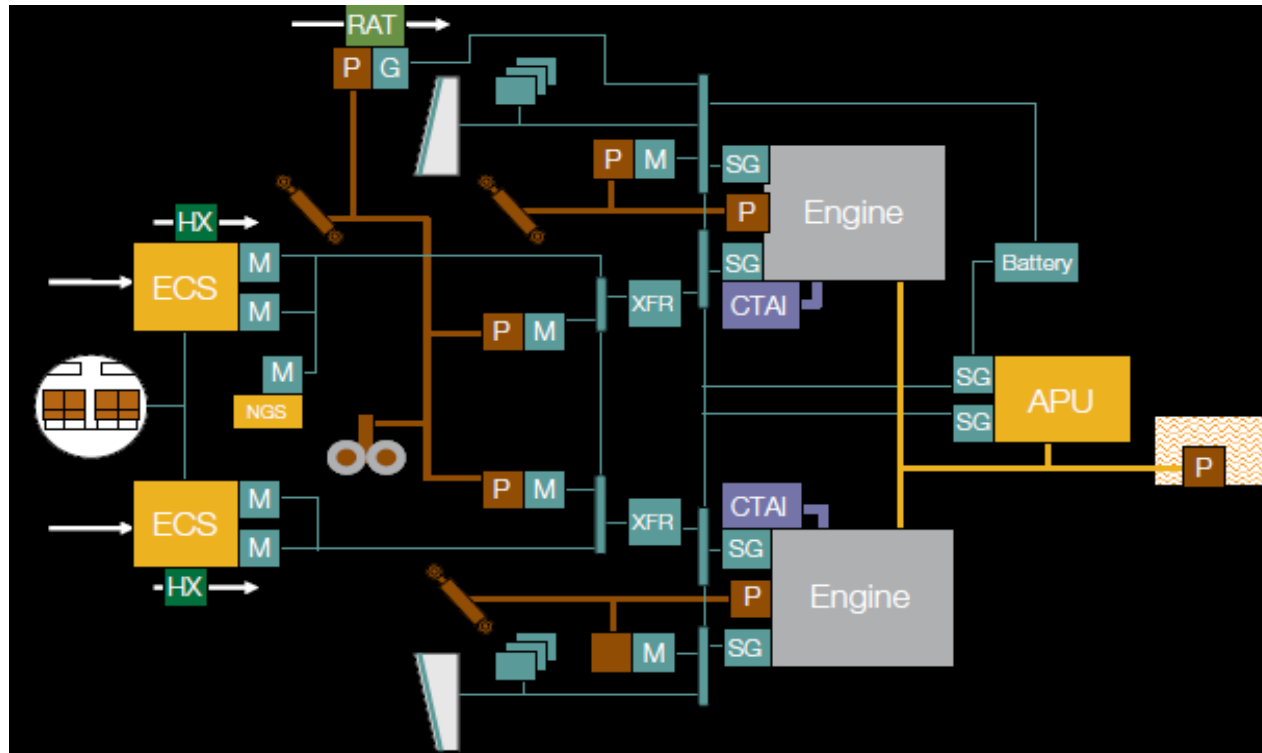 RAT
P G
P M
SG
Engine
P
HX
ECS
M
M
SG
Battery
CTAI
XFR
P M
M
NGS
SG
APU
SG
P
P M
CTAI
XFR
ECS
M
M
SG
HX
P
Engine
M
SG